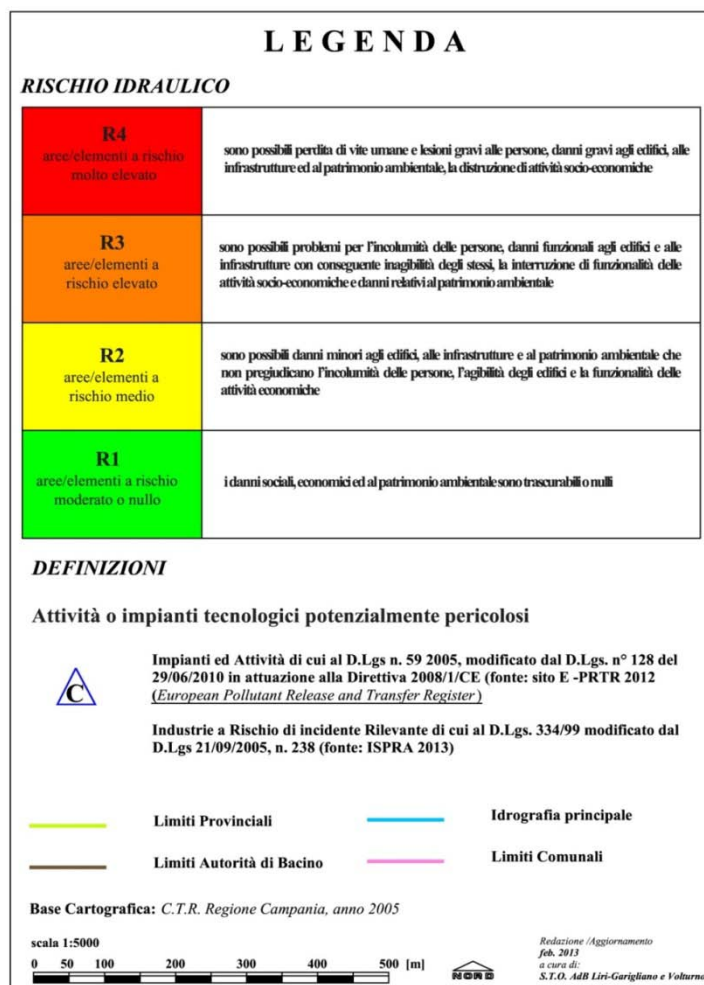 LEGENDA
RISCHIO IDRAULICO
R4
aree/elementi a rischio
molto elevato
sono possibili perdita di vite umane e lesioni gravi alle persone, danni gravi agli edifici, alle
infrastrutture ed al patrimonio ambientale, la distruzione di attività socio-economiche
R3
aree/elementi a
rischio elevato
sono possibili problemi per l'incolumità delle persone, danni funzionali agli edifici e alle
infrastrutture con conseguente inagibilità degli stessi, la interruzione di funzionalità delle
attività socio-economiche e danni relativi al patrimonio ambientale
R2
aree/elementi a
rischio medio
sono possibili danni minori agli edifici, alle infrastrutture e al patrimonio ambientale che
non pregiudicano l'incolumità delle persone, l'agibilità degli edifici e la funzionalità delle
attività economiche
R1
aree/elementi a rischio
moderato o nullo
i danni sociali, economici ed al patrimonio ambientale sono trascurabili o nulli
DEFINIZIONI
Attività o impianti tecnologici potenzialmente pericolosi
C
Impianti ed Attività di cui al D.Lgs n. 59 2005, modificato dal D.Lgs. n° 128 del
29/06/2010 in attuazione alla Direttiva 2008/1/CE (fonte: sito E -PRTR 2012
(European Pollutant Release and Transfer Register)
Industrie a Rischio di incidente Rilevante di cui al D.Lgs. 334/99 modificato dal
D.Lgs 21/09/2005, n. 238 (fonte: ISPRA 2013)
Limiti Provinciali
Idrografia principale
Limiti Autorità di Bacino
Limiti Comunali
Base Cartografica: C.T.R. Regione Campania, anno 2005
scala 1:5000
0 50 100 200 300 400 500 [m]
NORD
Redazione /Aggiornamento
feb. 2013
a cura di:
S.T.O. AdB Liri-Garigliano e Volturno